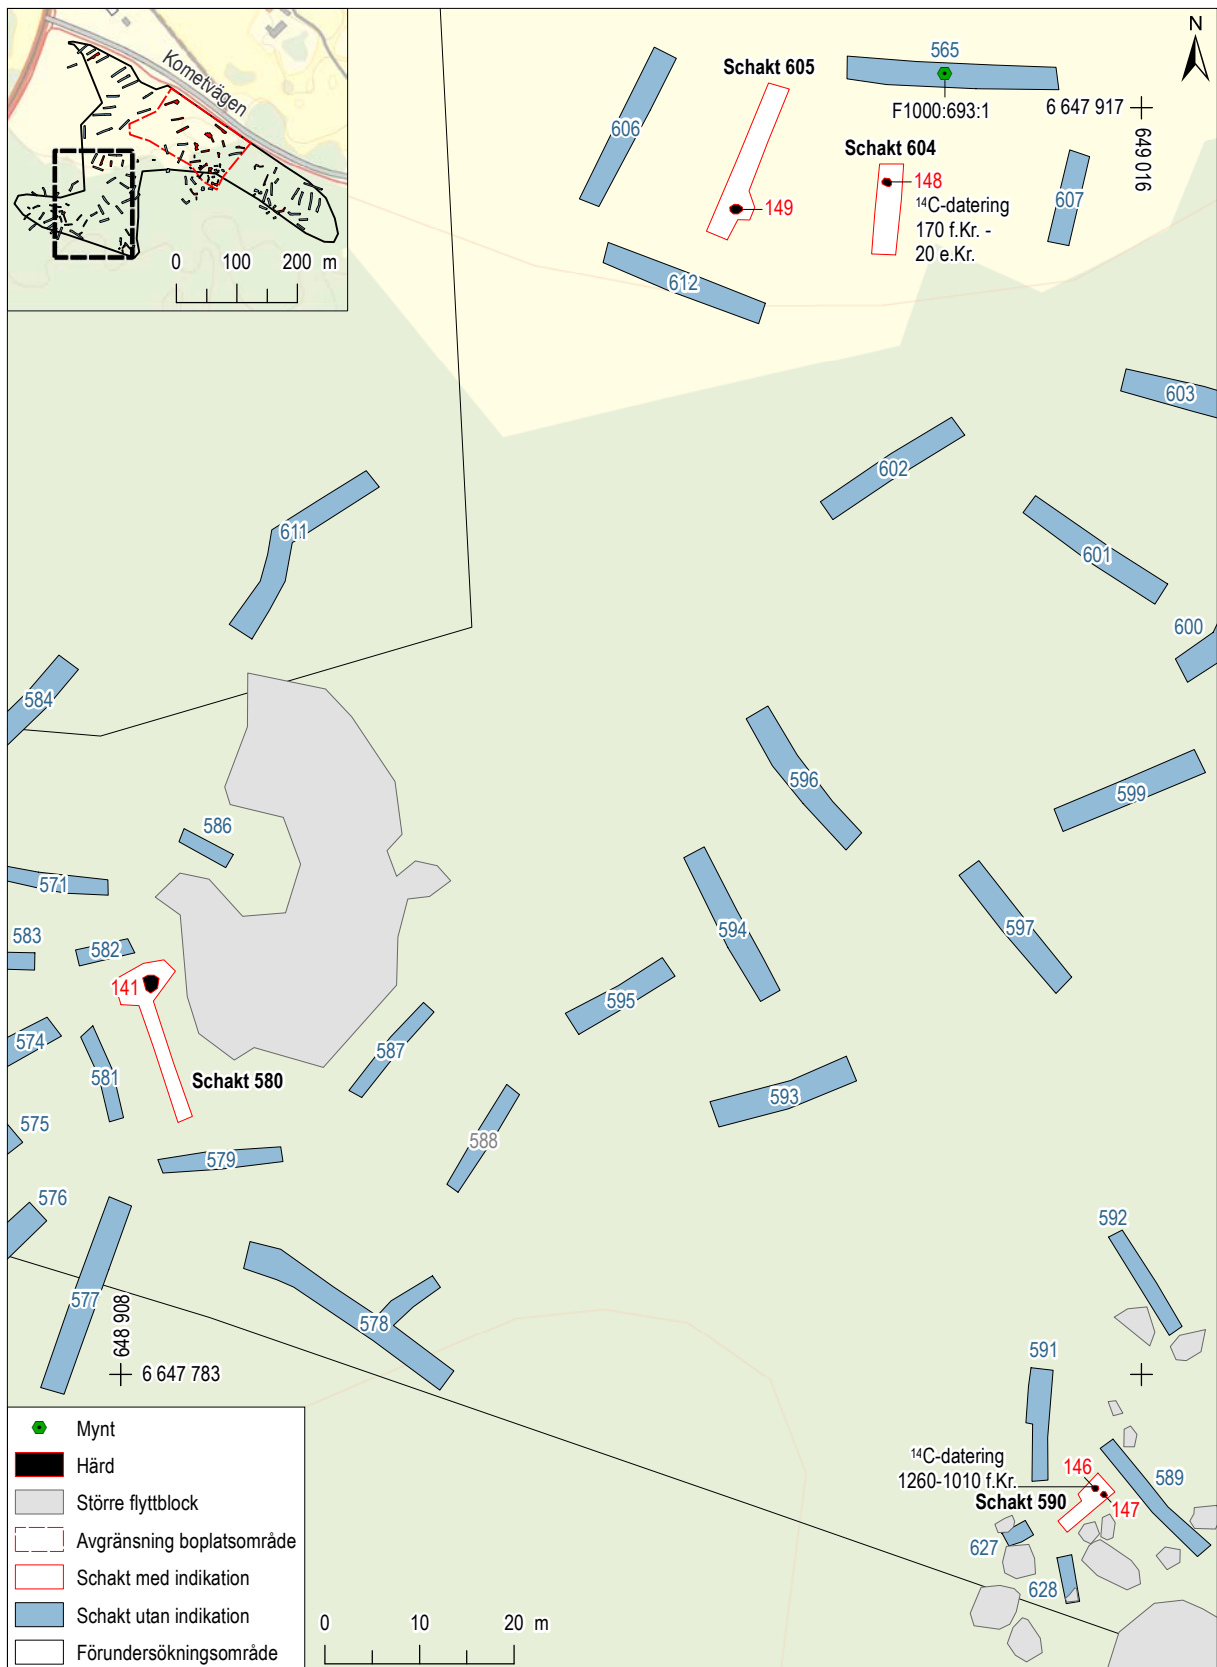 Kometvägen
0 100 200 m
N
565
Schakt 605
606
F1000:693:1
6 647 917
649 016
Schakt 604
148
607
149
14C-datering
170 f.Kr. -
20 e.Kr.
612
603
602
611
601
600
584
596
599
586
571
594
597
583
582
141
595
574
587
581
Schakt 580
593
575
588
579
576
592
577
648 908
578
6 647 783
591
14C-datering
1260-1010 f.Kr.
146
589
Schakt 590
147
627
628
Mynt
Härd
Större flyttblock
Avgränsning boplatsområde
Schakt med indikation
Schakt utan indikation
Förundersökningsområde
0 10 20 m